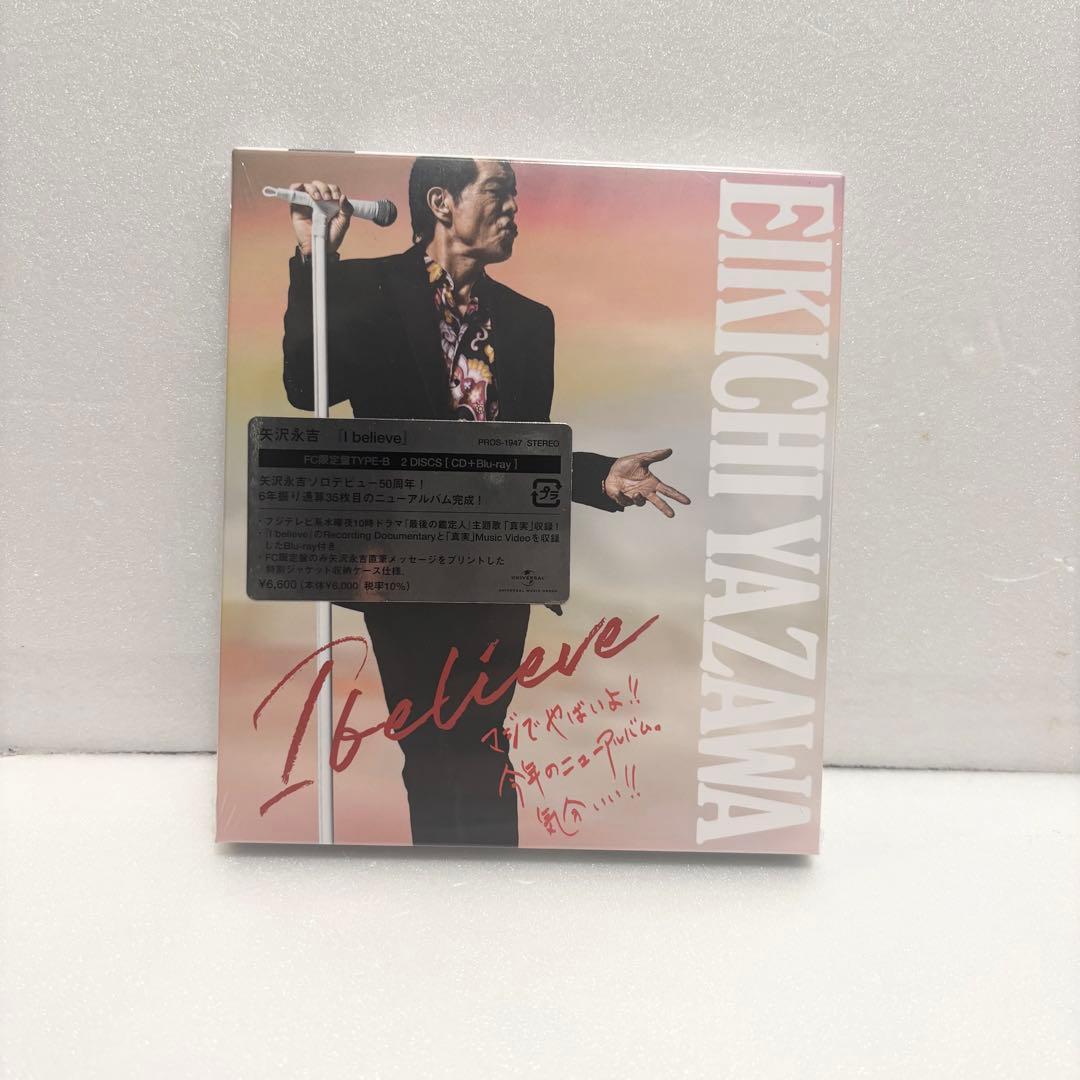 EIKICHI YAZAWA
矢沢永吉 『I believe』 PROS-1947 STEREO
FC限定盤TYPE-B 2 DISCS [ CD+Blu-ray ]
矢沢永吉ソロデビュー50周年！
6年振り通算35枚目のニューアルバム完成！
プラ
・フジテレビ系水曜夜10時ドラマ「最後の鑑定人」主題歌「真実」収録！
・『I believe』のRecording Documentaryと「真実」Music Videoを収録
したBlu-ray付き
・FC限定盤のみ矢沢永吉直筆メッセージをプリントした
特製ジャケット収納ケース仕様。
¥6,600 (本体¥6,000 税率10%)
UNIVERSAL
UNIVERSAL MUSIC GROUP
I believe
マジでやばいよ!!
今年のニューアルバム。
気分いい!!